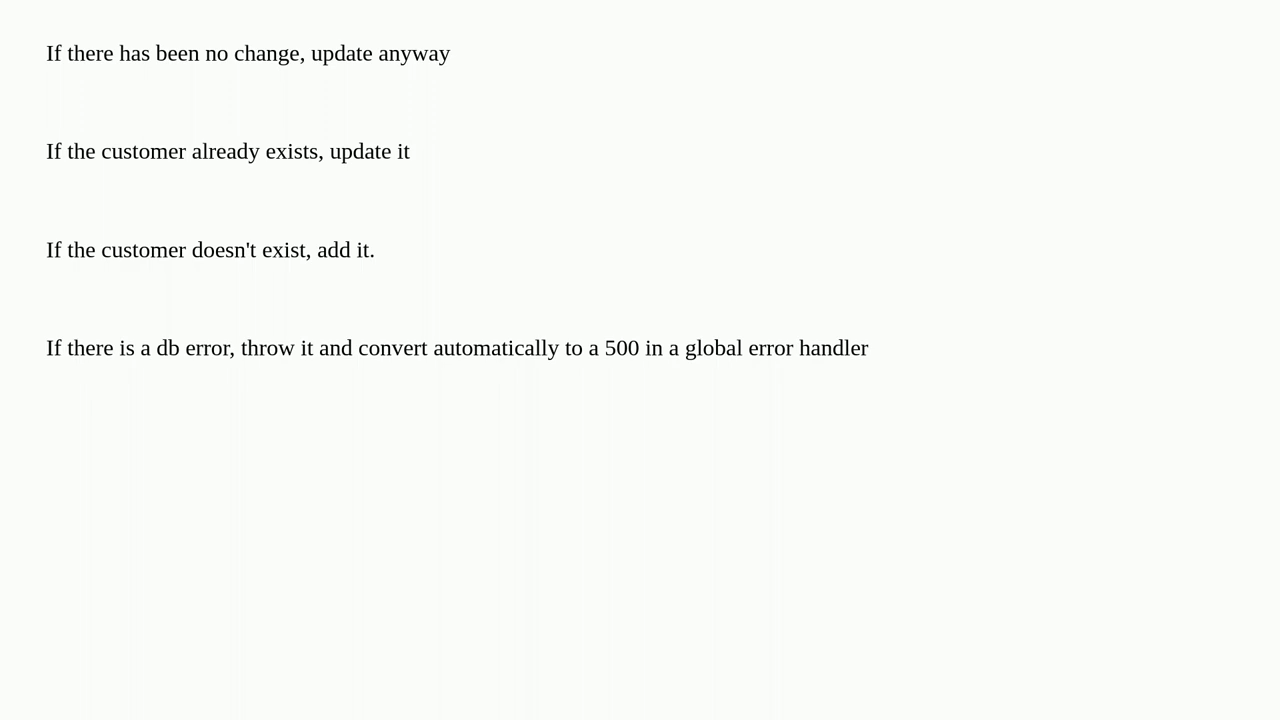 If there has been no change, update anyway
If the customer already exists, update it
If the customer doesn't exist, add it.
If there is a db error, throw it and convert automatically to a 500 in a global error handler